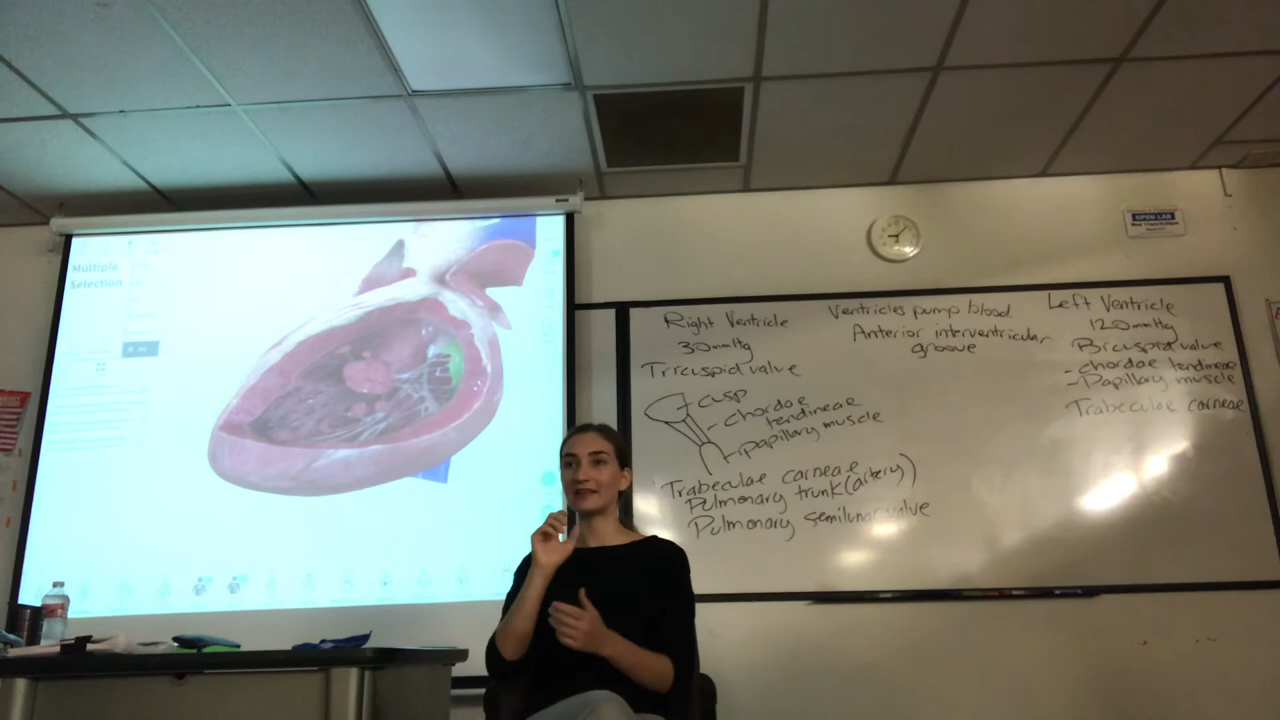 Multiple
Selection
OPEN LAB
Right Ventricle
30mmHg
Tricuspid valve
cusp
chordae
tendineae
papillary muscle
Trabeculae carneae
Pulmonary trunk (artery)
Pulmonary semilunar valve
Ventricles pump blood
Anterior interventricular
groove
Left Ventricle
120mmHg
Bicuspid valve
- chordae tendineae
- Papillary muscle
Trabeculae carneae